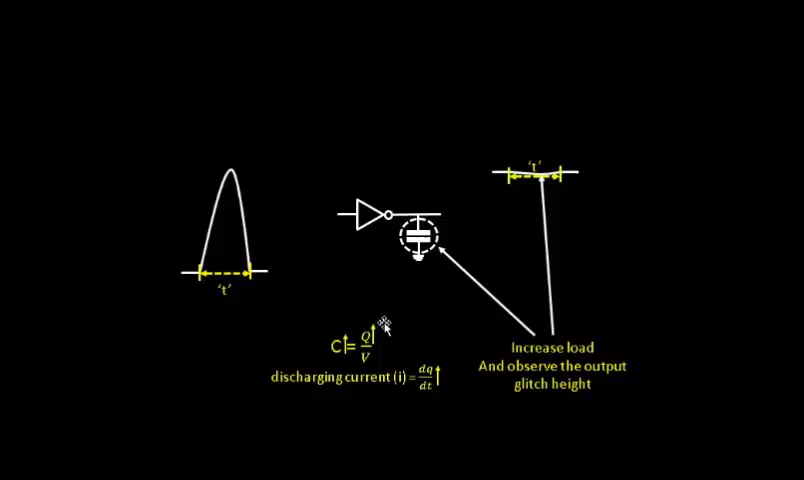 't'
't'
C↑= Q↑/V
discharging current (i) = dq/dt ↑
Increase load
And observe the output
glitch height